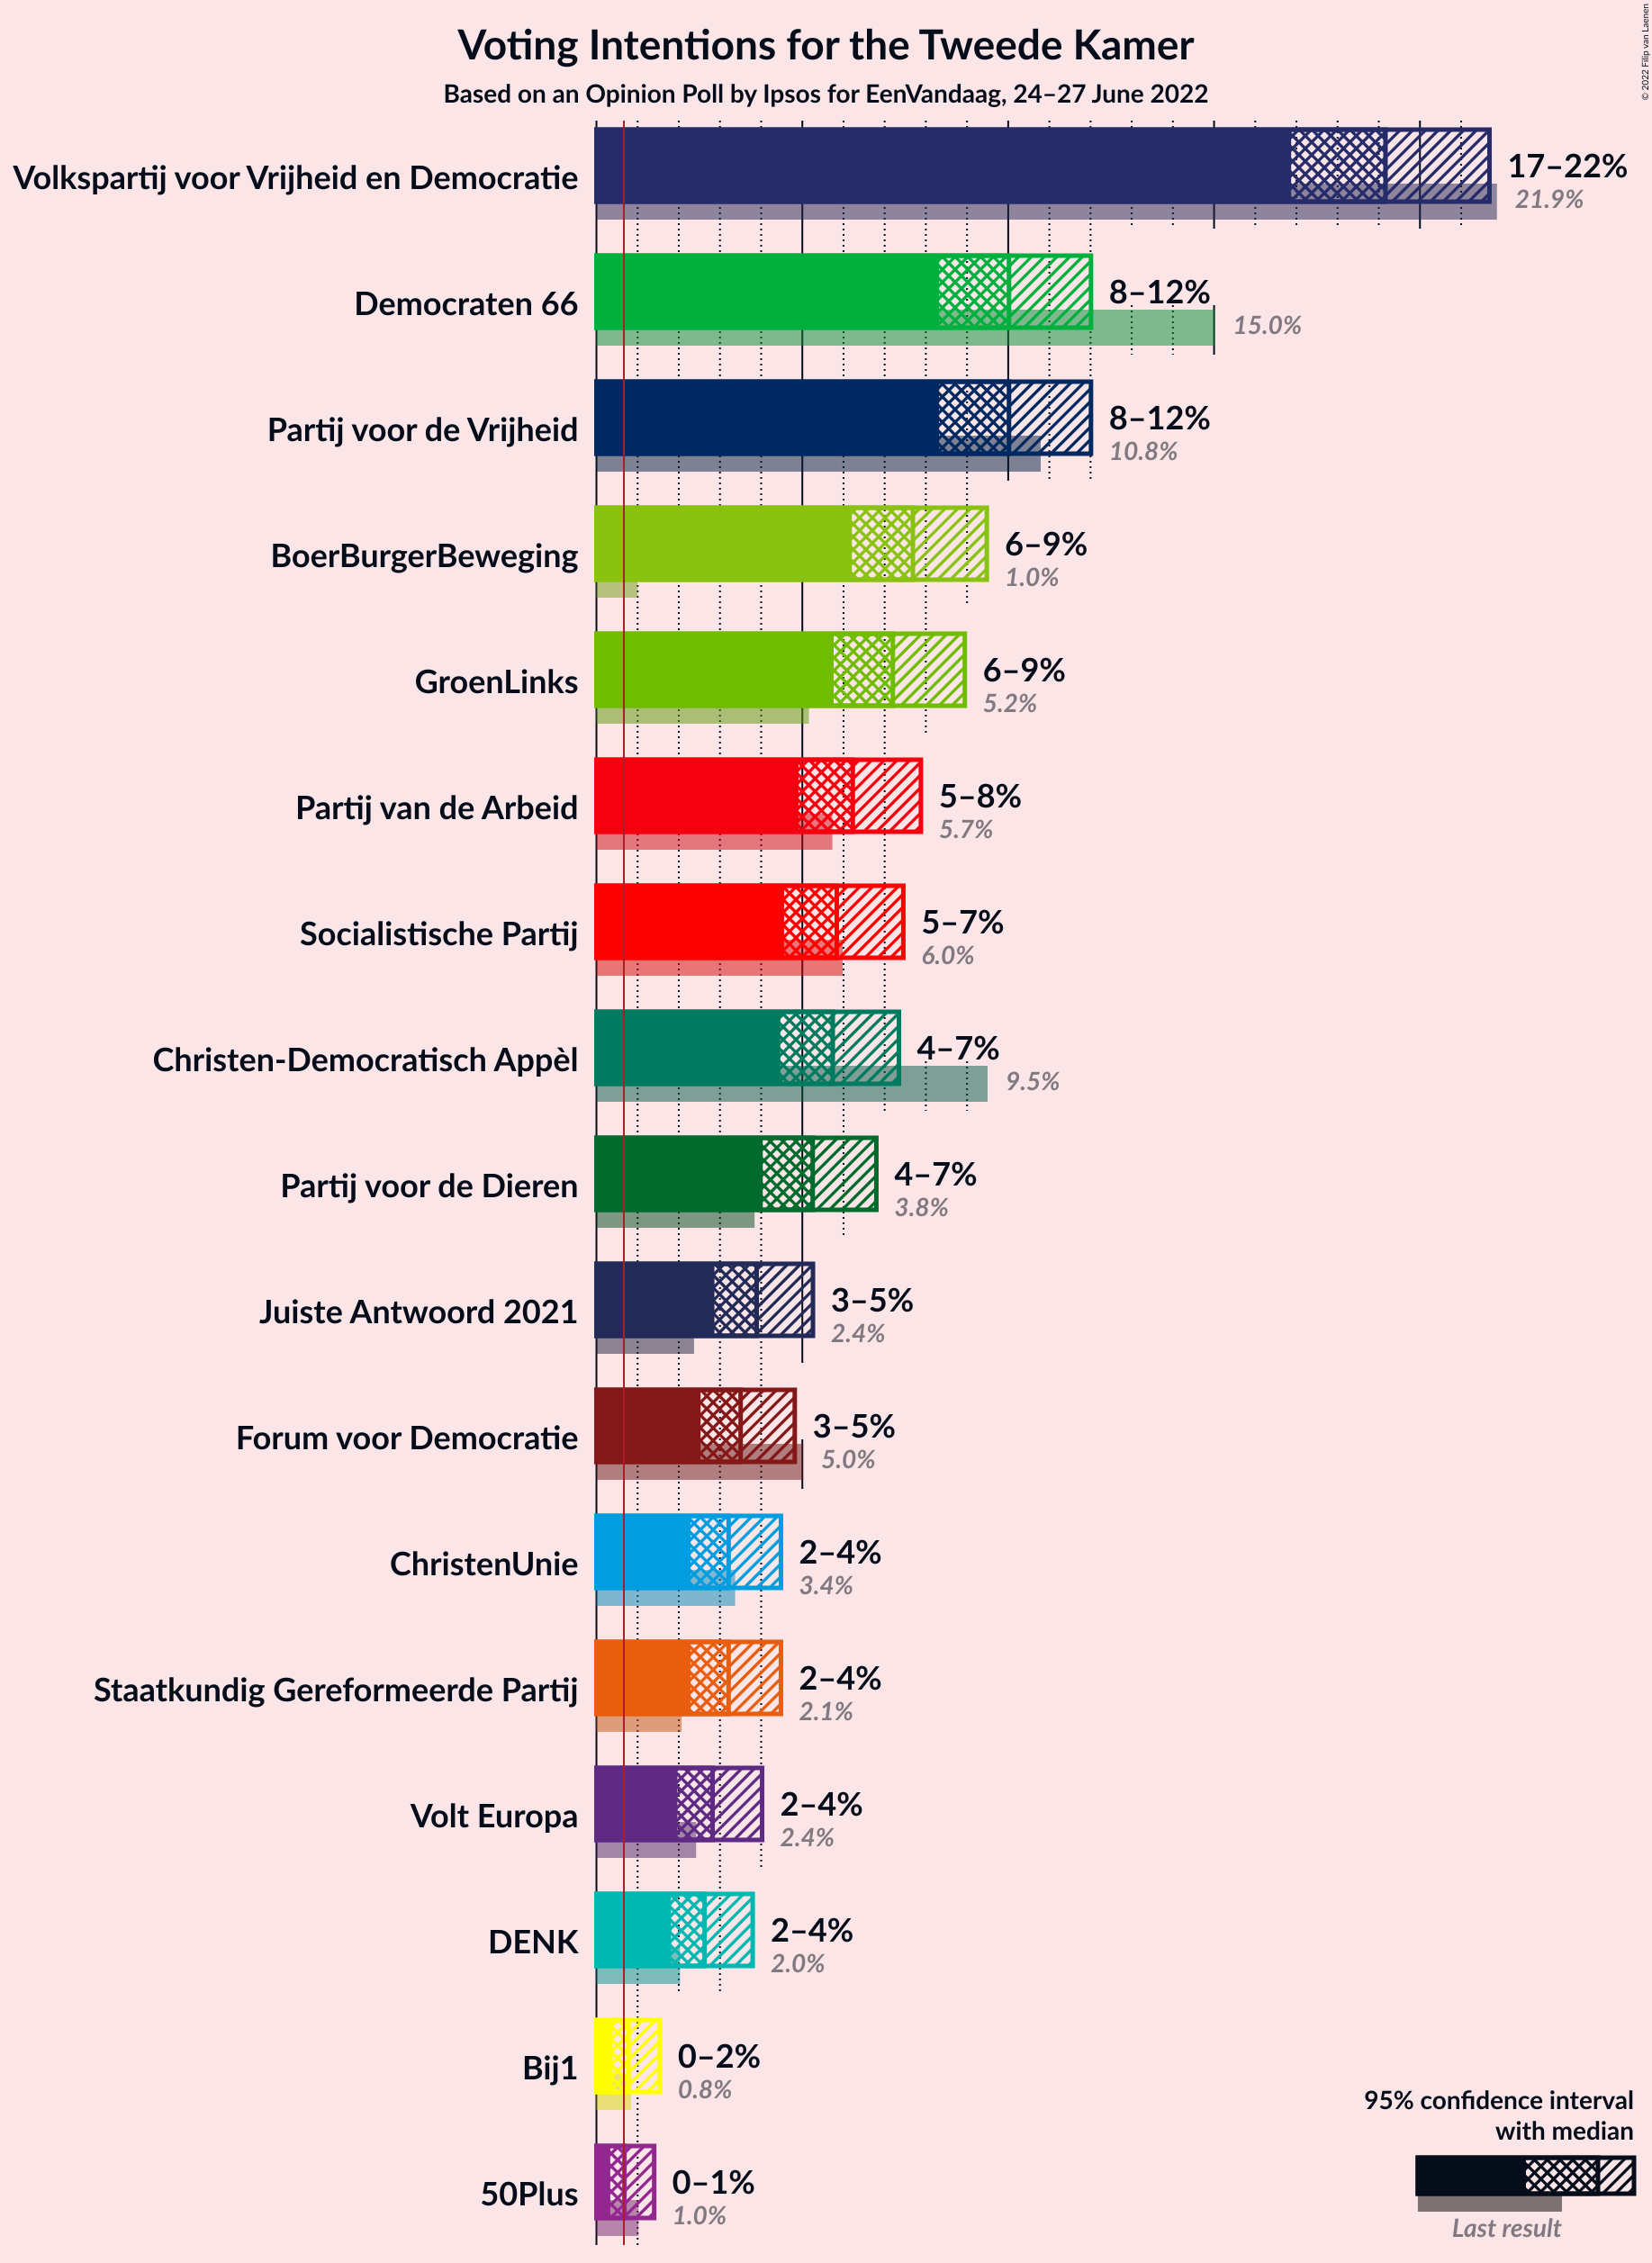 Voting Intentions for the Tweede Kamer
Based on an Opinion Poll by Ipsos for EenVandaag, 24–27 June 2022
© 2022 Filip van Laenen
Volkspartij voor Vrijheid en Democratie
17–22%
21.9%
Democraten 66
8–12%
15.0%
Partij voor de Vrijheid
8–12%
10.8%
BoerBurgerBeweging
6–9%
1.0%
GroenLinks
6–9%
5.2%
Partij van de Arbeid
5–8%
5.7%
Socialistische Partij
5–7%
6.0%
Christen-Democratisch Appèl
4–7%
9.5%
Partij voor de Dieren
4–7%
3.8%
Juiste Antwoord 2021
3–5%
2.4%
Forum voor Democratie
3–5%
5.0%
ChristenUnie
2–4%
3.4%
Staatkundig Gereformeerde Partij
2–4%
2.1%
Volt Europa
2–4%
2.4%
DENK
2–4%
2.0%
Bij1
0–2%
0.8%
50Plus
0–1%
1.0%
95% confidence interval
with median
Last result